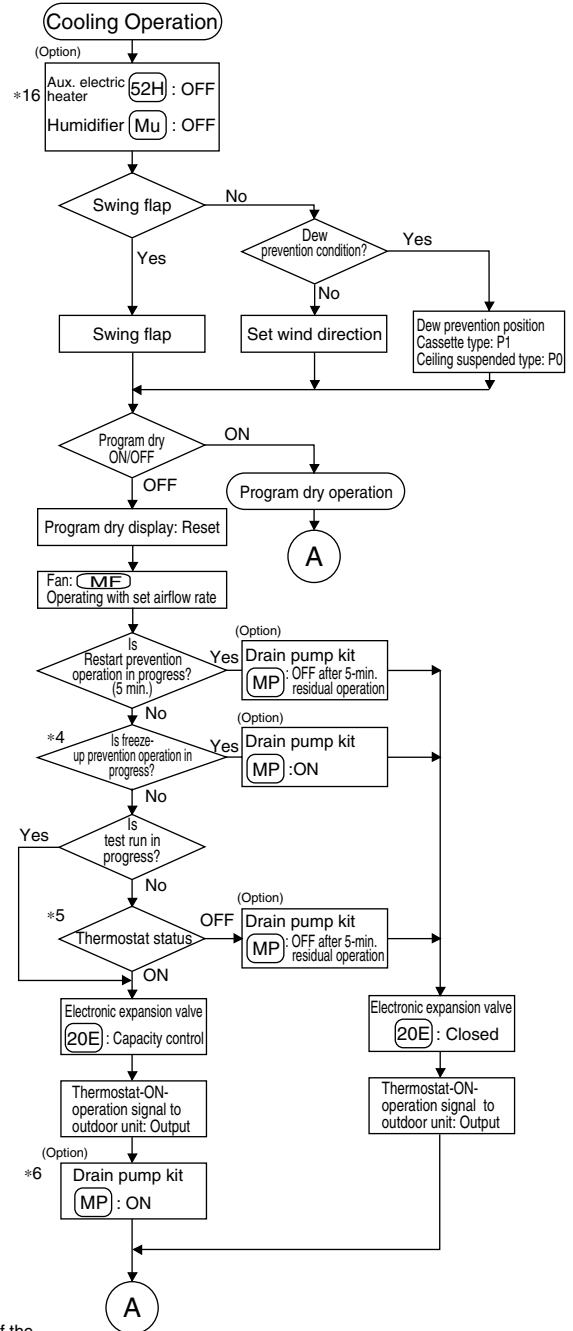 Cooling Operation
(Option)
*16
Aux. electric
heater
52H : OFF
Humidifier Mu : OFF
Swing flap
No
Yes
Dew
prevention condition?
Yes
No
Swing flap
Set wind direction
Dew prevention position
Cassette type: P1
Ceiling suspended type: P0
Program dry
ON/OFF
ON
OFF
Program dry operation
A
Program dry display: Reset
Fan: MF
Operating with set airflow rate
Is
Restart prevention
operation in progress?
(5 min.)
Yes
No
(Option)
Drain pump kit
MP : OFF after 5-min.
residual operation
*4
Is freeze-
up prevention operation in
progress?
Yes
No
(Option)
Drain pump kit
MP :ON
Is
test run in
progress?
Yes
No
*5
Thermostat status
OFF
ON
(Option)
Drain pump kit
MP : OFF after 5-min.
residual operation
Electronic expansion valve
20E : Capacity control
Electronic expansion valve
20E : Closed
Thermostat-ON-
operation signal to
outdoor unit: Output
Thermostat-ON-
operation signal to
outdoor unit: Output
(Option)
*6
Drain pump kit
MP : ON
A
f the